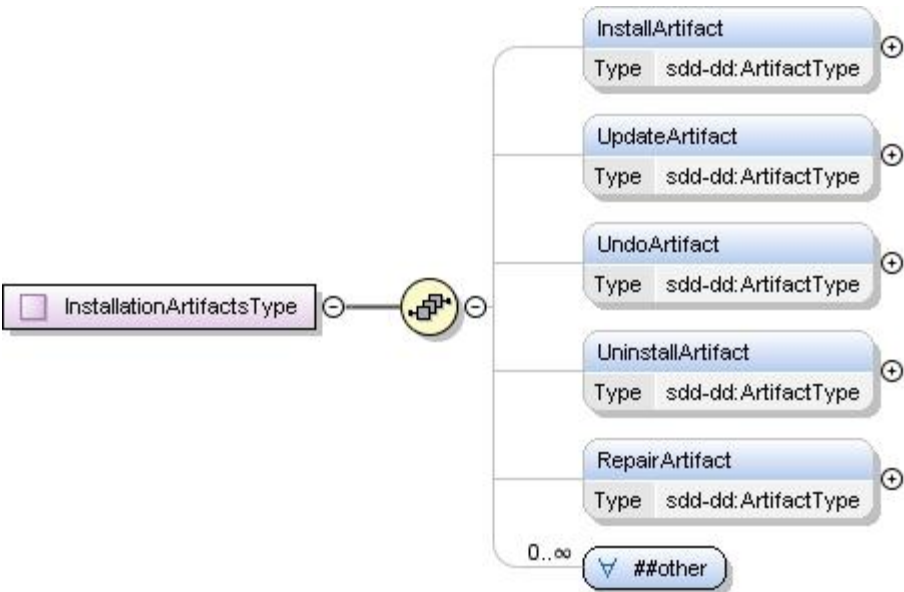 InstallArtifact
Type sdd-dd:ArtifactType
UpdateArtifact
Type sdd-dd:ArtifactType
UndoArtifact
Type sdd-dd:ArtifactType
InstallationArtifactsType
UninstallArtifact
Type sdd-dd:ArtifactType
RepairArtifact
Type sdd-dd:ArtifactType
0..∞
∀ ##other